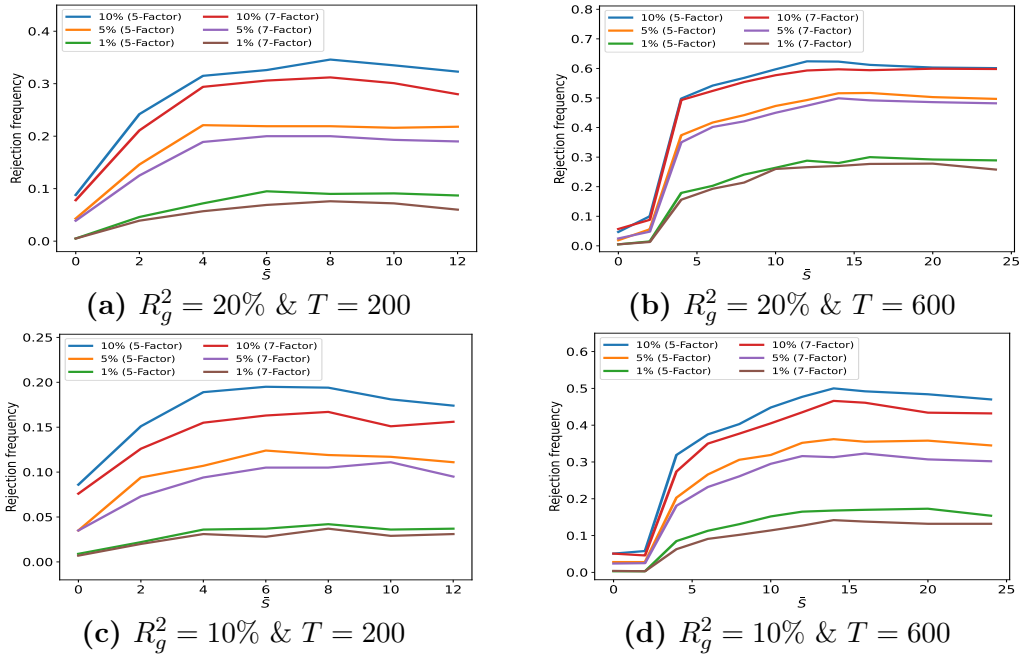 10% (5-Factor) 10% (7-Factor)
5% (5-Factor) 5% (7-Factor)
1% (5-Factor) 1% (7-Factor)
Rejection frequency
0.4
0.3
0.2
0.1
0.0
0 2 4 6 8 10 12
s̄
(a) R_g^2 = 20% & T = 200
10% (5-Factor) 10% (7-Factor)
5% (5-Factor) 5% (7-Factor)
1% (5-Factor) 1% (7-Factor)
Rejection frequency
0.8
0.7
0.6
0.5
0.4
0.3
0.2
0.1
0.0
0 5 10 15 20 25
s̄
(b) R_g^2 = 20% & T = 600
10% (5-Factor) 10% (7-Factor)
5% (5-Factor) 5% (7-Factor)
1% (5-Factor) 1% (7-Factor)
Rejection frequency
0.25
0.20
0.15
0.10
0.05
0.00
0 2 4 6 8 10 12
s̄
(c) R_g^2 = 10% & T = 200
10% (5-Factor) 10% (7-Factor)
5% (5-Factor) 5% (7-Factor)
1% (5-Factor) 1% (7-Factor)
Rejection frequency
0.6
0.5
0.4
0.3
0.2
0.1
0.0
0 5 10 15 20 25
s̄
(d) R_g^2 = 10% & T = 600